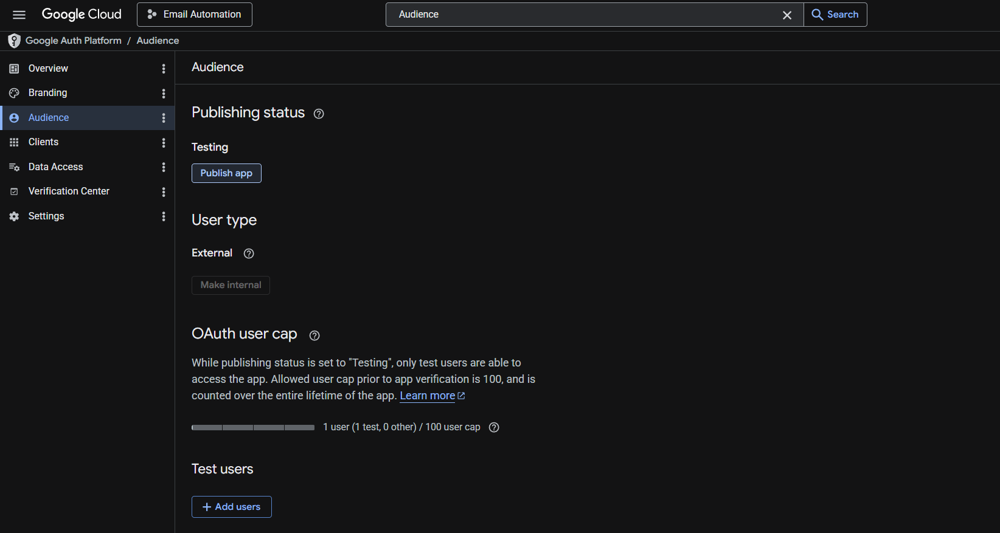 Google Cloud
Email Automation
Audience
Search
Google Auth Platform / Audience
Overview
Branding
Audience
Clients
Data Access
Verification Center
Settings
Audience
Publishing status
Testing
Publish app
User type
External
Make internal
OAuth user cap
While publishing status is set to "Testing", only test users are able to
access the app. Allowed user cap prior to app verification is 100, and is
counted over the entire lifetime of the app. Learn more
1 user (1 test, 0 other) / 100 user cap
Test users
+ Add users